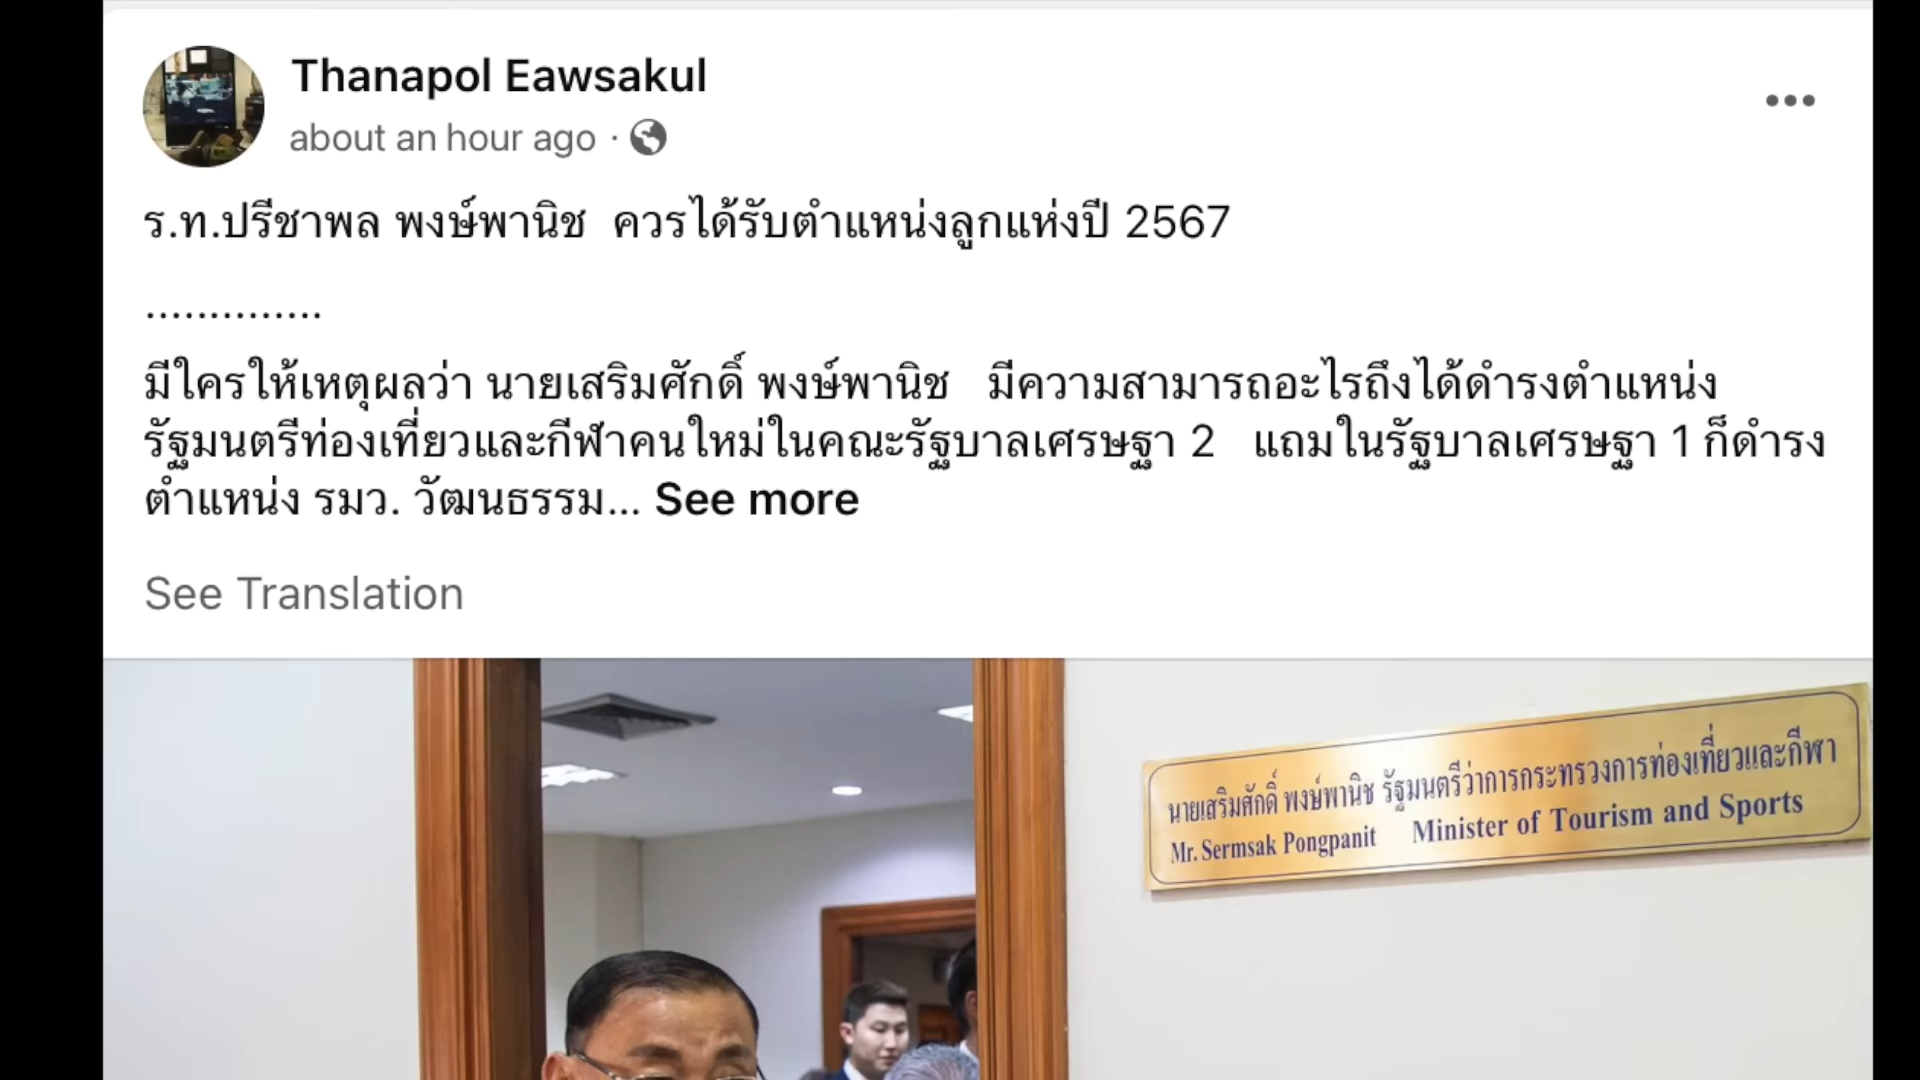 Thanapol Eawsakul
about an hour ago ·
ร.ท.ปรีชาพล พงษ์พานิช ควรได้รับตำแหน่งลูกแห่งปี 2567
..............
มีใครให้เหตุผลว่า นายเสริมศักดิ์ พงษ์พานิช มีความสามารถอะไรถึงได้ดำรงตำแหน่ง
รัฐมนตรีท่องเที่ยวและกีฬาคนใหม่ในคณะรัฐบาลเศรษฐา 2 แถมในรัฐบาลเศรษฐา 1 ก็ดำรง
ตำแหน่ง รมว. วัฒนธรรม... See more
See Translation
นายเสริมศักดิ์ พงษ์พานิช รัฐมนตรีว่าการกระทรวงการท่องเที่ยวและกีฬา
Mr. Sermsak Pongpanit Minister of Tourism and Sports